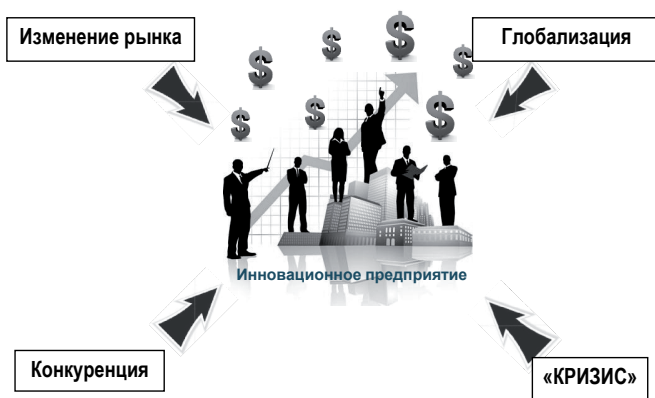 Изменение рынка
Глобализация
Инновационное предприятие
Конкуренция
«КРИЗИС»